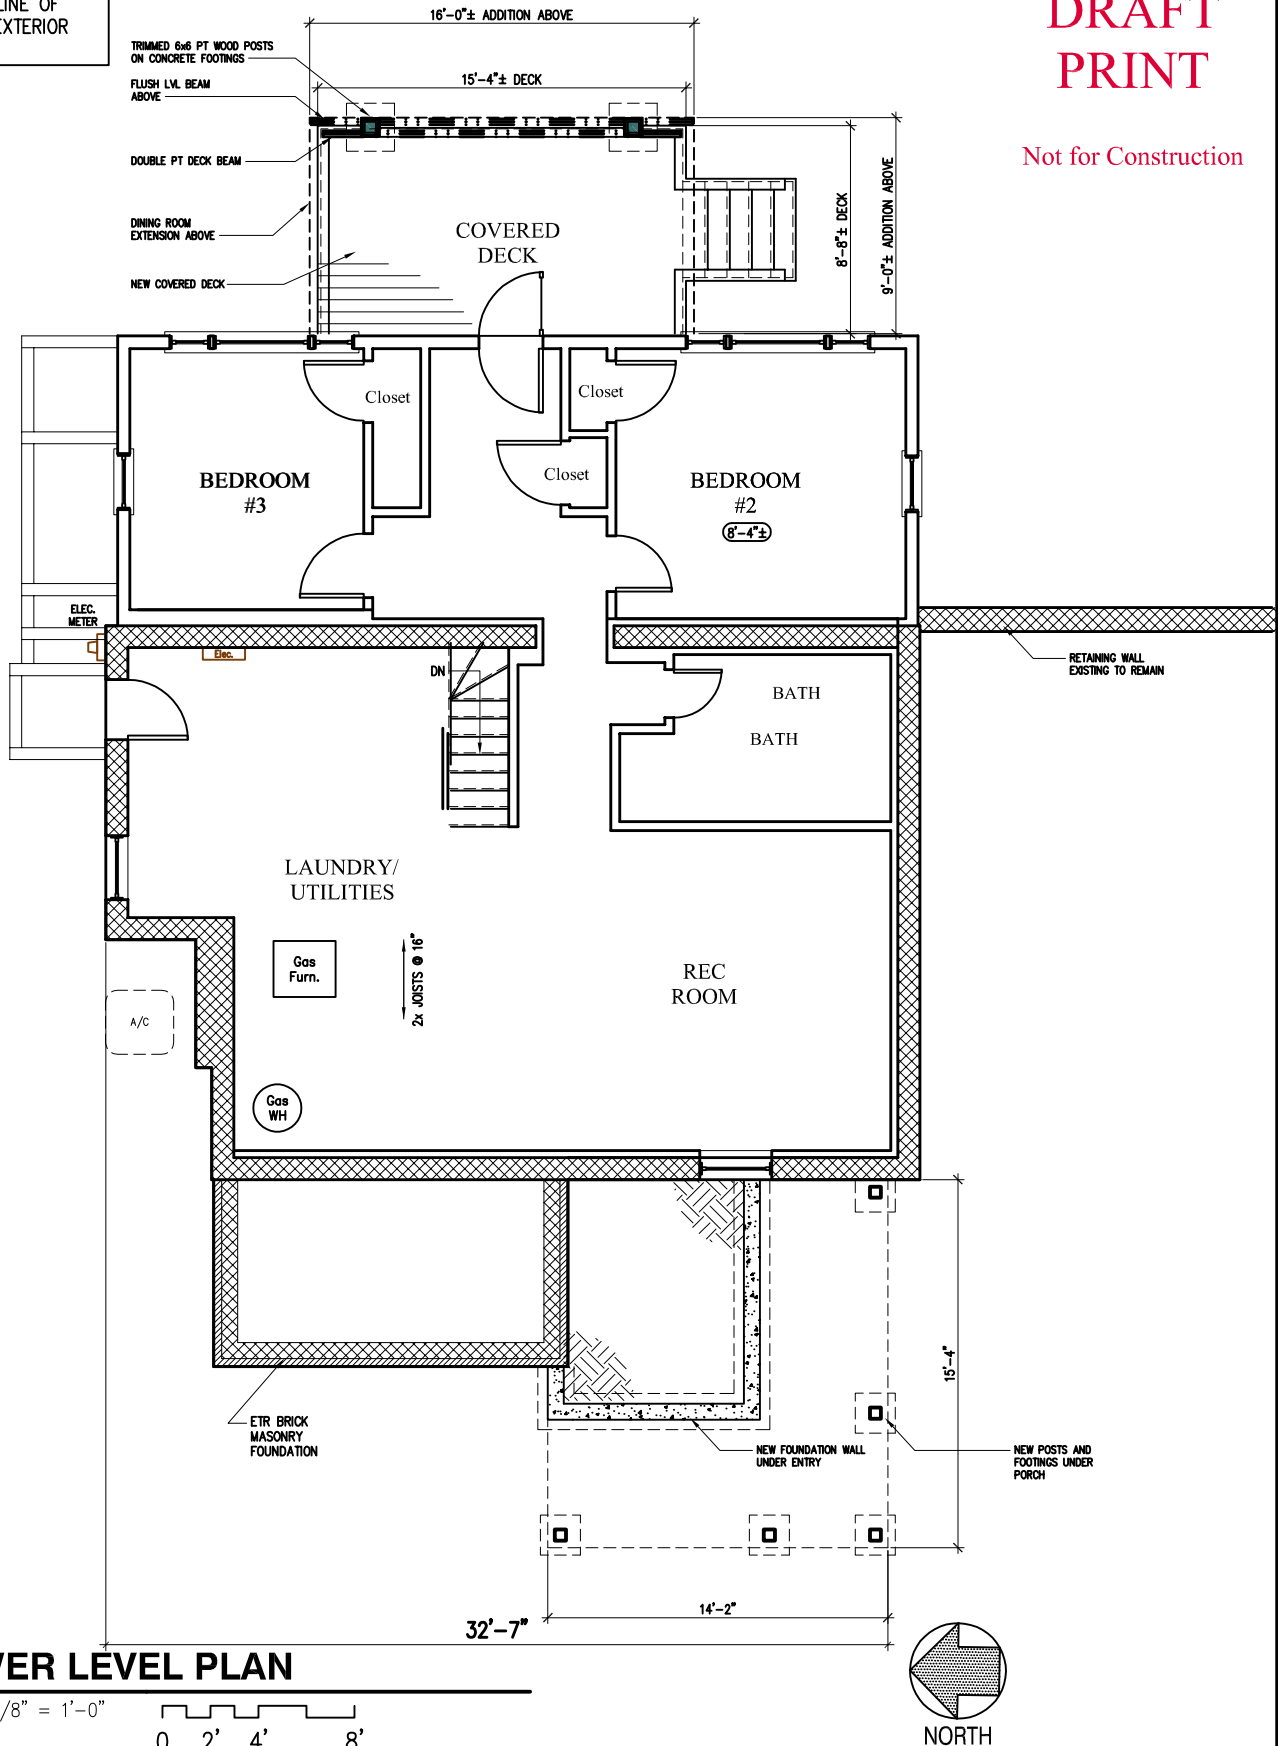 LINE OF
EXTERIOR
DRAFT
PRINT
Not for Construction
16'-0"± ADDITION ABOVE
TRIMMED 6x6 PT WOOD POSTS
ON CONCRETE FOOTINGS
FLUSH LVL BEAM
ABOVE
15'-4"± DECK
DOUBLE PT DECK BEAM
DINING ROOM
EXTENSION ABOVE
NEW COVERED DECK
COVERED
DECK
8'-8"± DECK
9'-0"± ADDITION ABOVE
Closet
Closet
Closet
BEDROOM
#3
BEDROOM
#2
8'-4"±
ELEC.
METER
Elec.
DN
RETAINING WALL
EXISTING TO REMAIN
BATH
BATH
LAUNDRY/
UTILITIES
Gas
Furn.
2x JOISTS @ 16"
REC
ROOM
A/C
Gas
WH
15'-4"
ETR BRICK
MASONRY
FOUNDATION
NEW FOUNDATION WALL
UNDER ENTRY
NEW POSTS AND
FOOTINGS UNDER
PORCH
14'-2"
32'-7"
VER LEVEL PLAN
/8" = 1'-0"
0 2' 4' 8'
NORTH